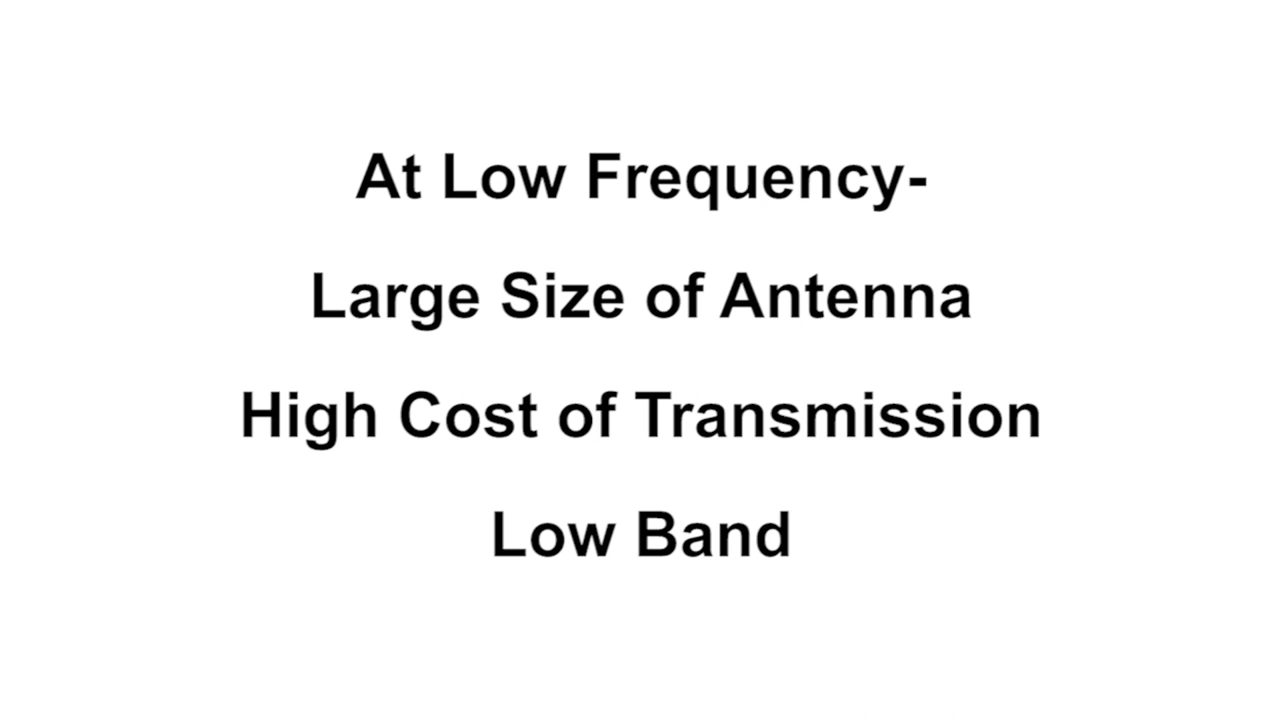 At Low Frequency-
Large Size of Antenna
High Cost of Transmission
Low Band